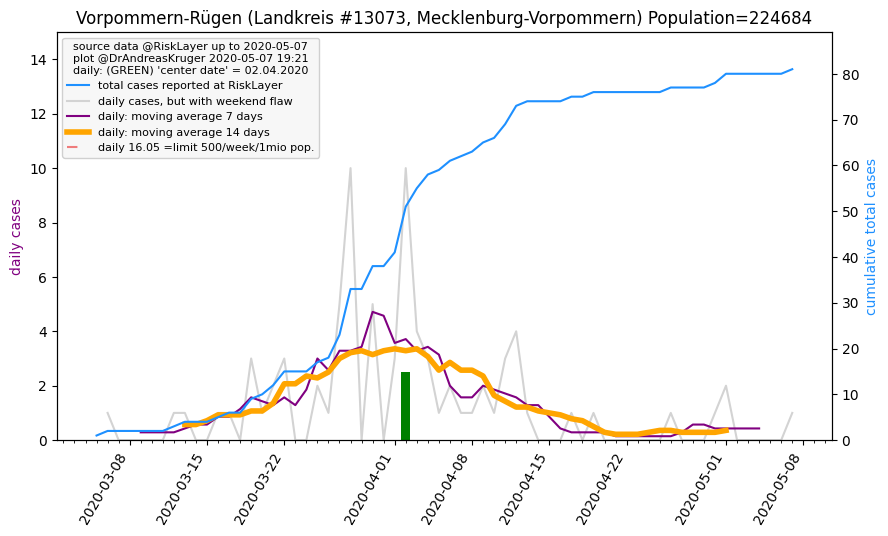 Vorpommern-Rügen (Landkreis #13073, Mecklenburg-Vorpommern) Population=224684
source data @RiskLayer up to 2020-05-07
plot @DrAndreasKruger 2020-05-07 19:21
daily: (GREEN) 'center date' = 02.04.2020
total cases reported at RiskLayer
daily cases, but with weekend flaw
daily: moving average 7 days
daily: moving average 14 days
daily 16.05 =limit 500/week/1mio pop.
daily cases
14
12
10
8
6
4
2
0
cumulative total cases
80
70
60
50
40
30
20
10
0
2020-03-08
2020-03-15
2020-03-22
2020-04-01
2020-04-08
2020-04-15
2020-04-22
2020-05-01
2020-05-08